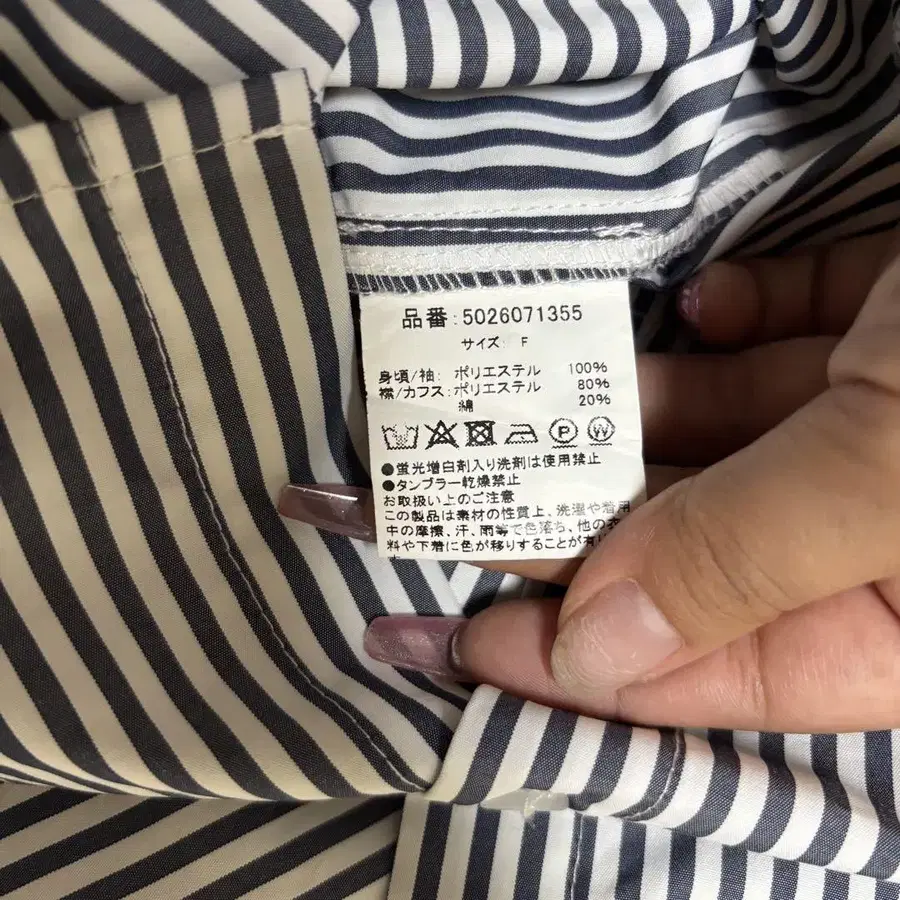 品番:5026071355
サイズ: F
身頃/袖: ポリエステル 100%
襟/カフス:ポリエステル 80%
綿 20%
P W
●蛍光増白剤入り洗剤は使用禁止
●タンブラー乾燥禁止
お取扱い上のご注意
この製品は素材の性質上、洗濯や着用
中の摩擦、汗、雨等で色落ち、他の衣
料や下着に色が移りすることが有